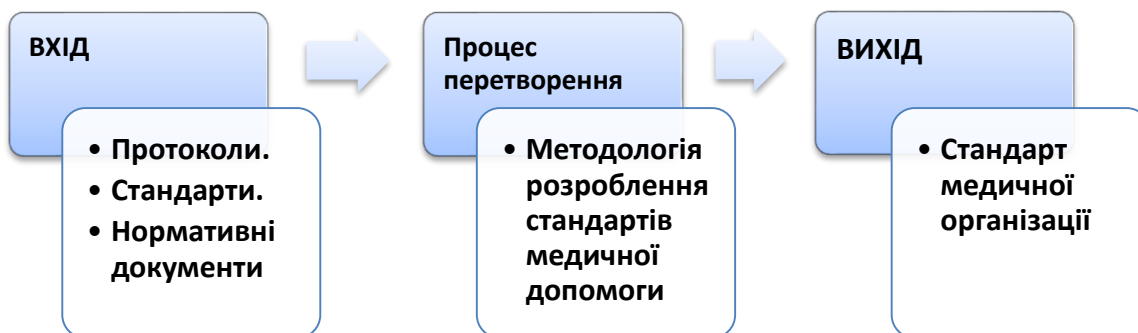 ВХІД
• Протоколи.
• Стандарти.
• Нормативні
документи
Процес
перетворення
• Методологія
розроблення
стандартів
медичної
допомоги
ВИХІД
• Стандарт
медичної
організації